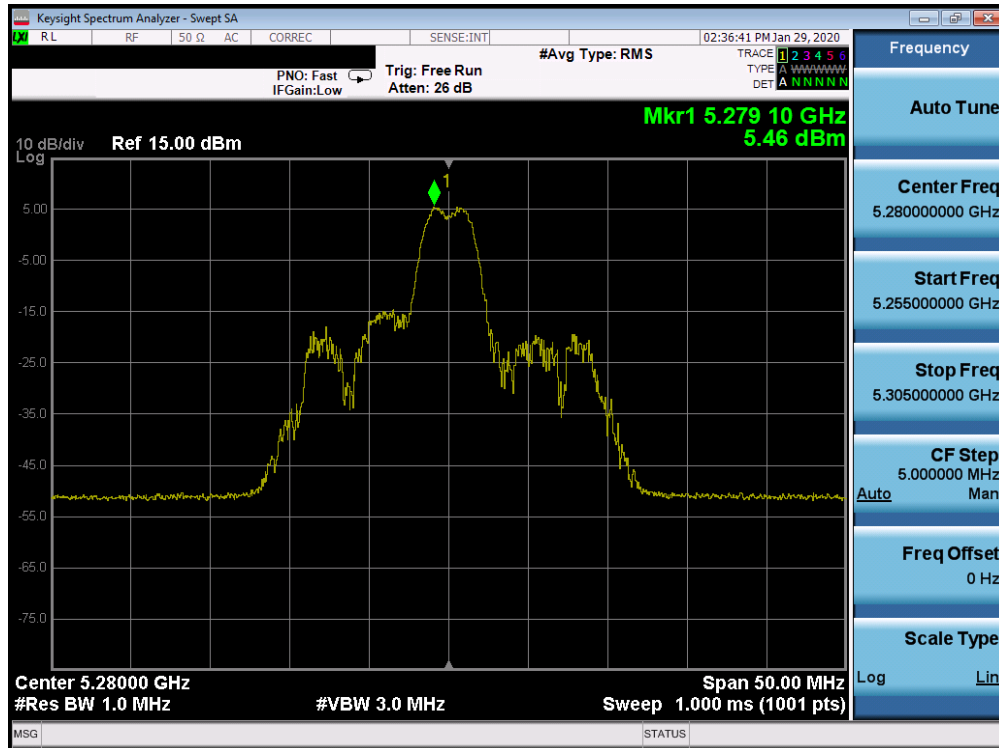 Keysight Spectrum Analyzer - Swept SA
LXI RL RF 50 Ω AC CORREC SENSE:INT 02:36:41 PM Jan 29, 2020
#Avg Type: RMS TRACE 1 2 3 4 5 6
PNO: Fast Trig: Free Run TYPE A WWWWW
IFGain:Low Atten: 26 dB DET A N N N N N
Mkr1 5.279 10 GHz
5.46 dBm
10 dB/div Ref 15.00 dBm
Log
1
5.00
-5.00
-15.0
-25.0
-35.0
-45.0
-55.0
-65.0
-75.0
Center 5.28000 GHz Span 50.00 MHz
#Res BW 1.0 MHz #VBW 3.0 MHz Sweep 1.000 ms (1001 pts)
MSG STATUS
Frequency
Auto Tune
Center Freq
5.280000000 GHz
Start Freq
5.255000000 GHz
Stop Freq
5.305000000 GHz
CF Step
5.000000 MHz
Auto Man
Freq Offset
0 Hz
Scale Type
Log Lin